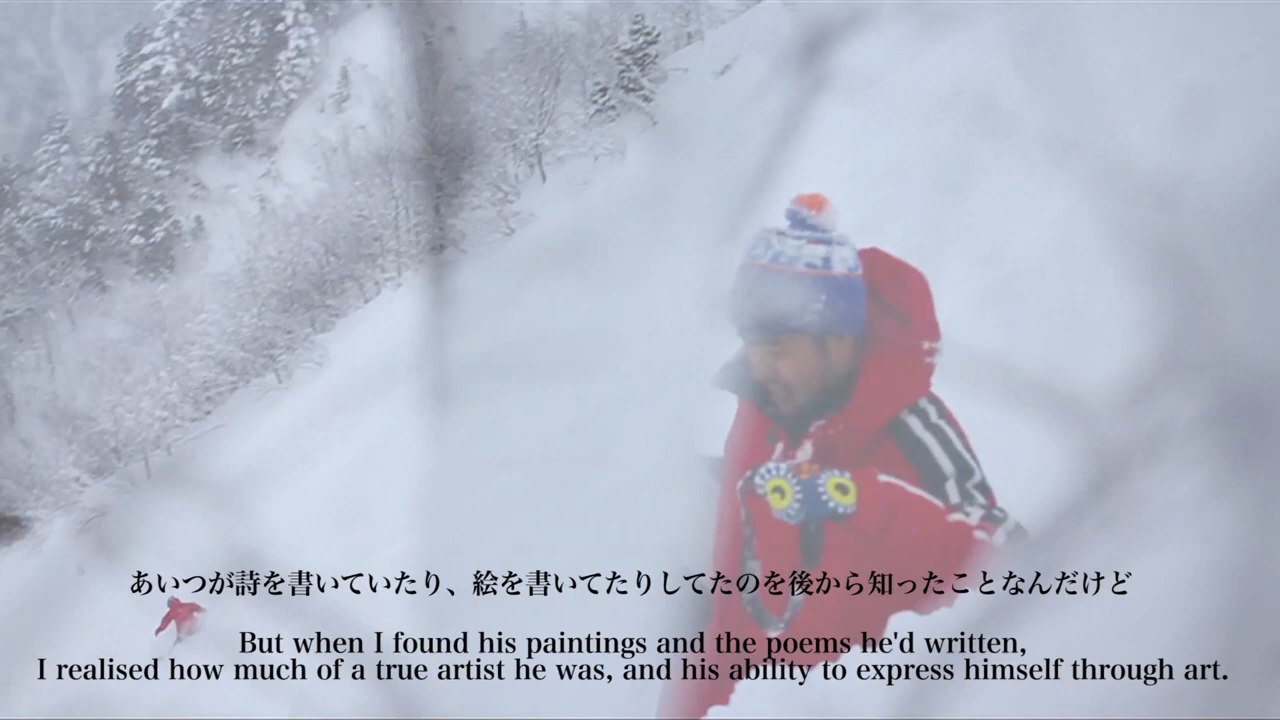 あいつが詩を書いていたり、絵を書いてたりしてたのを後から知ったことなんだけど
But when I found his paintings and the poems he'd written,
I realised how much of a true artist he was, and his ability to express himself through art.